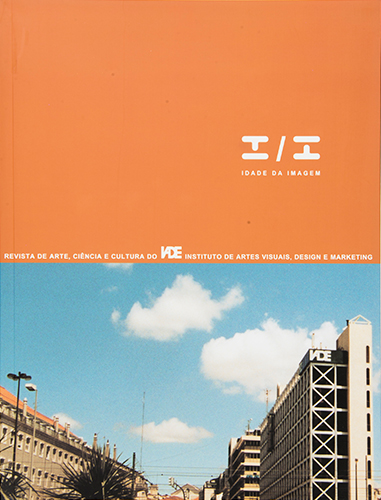 I/I
IDADE DA IMAGEM
REVISTA DE ARTE, CIÊNCIA E CULTURA DO IADE INSTITUTO DE ARTES VISUAIS, DESIGN E MARKETING
IADE